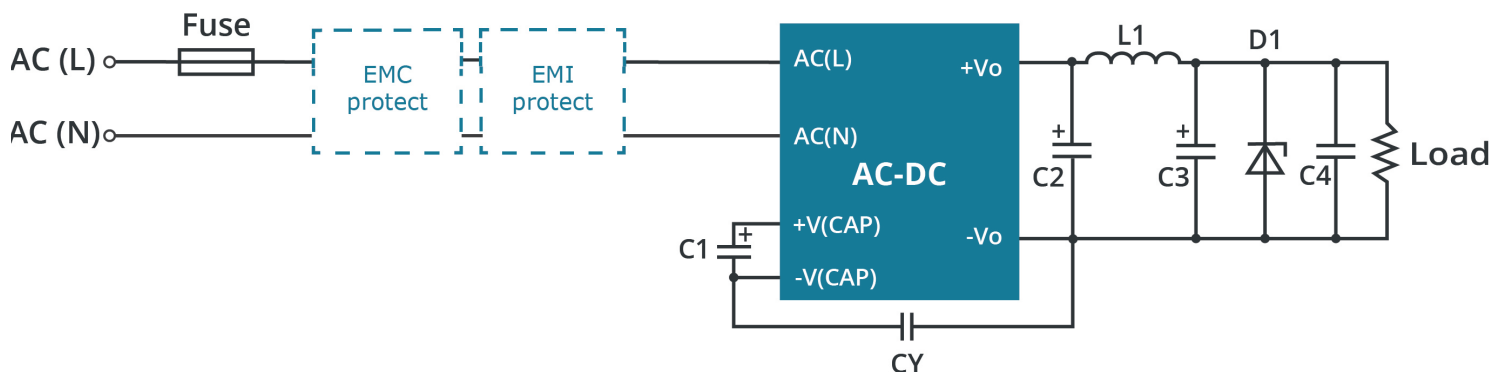 Fuse
L1
D1
AC (L)
AC (N)
EMC
protect
EMI
protect
AC(L)
+Vo
AC(N)
AC-DC
+
C2
+
C3
C4
Load
+V(CAP)
-Vo
C1
+
-V(CAP)
CY